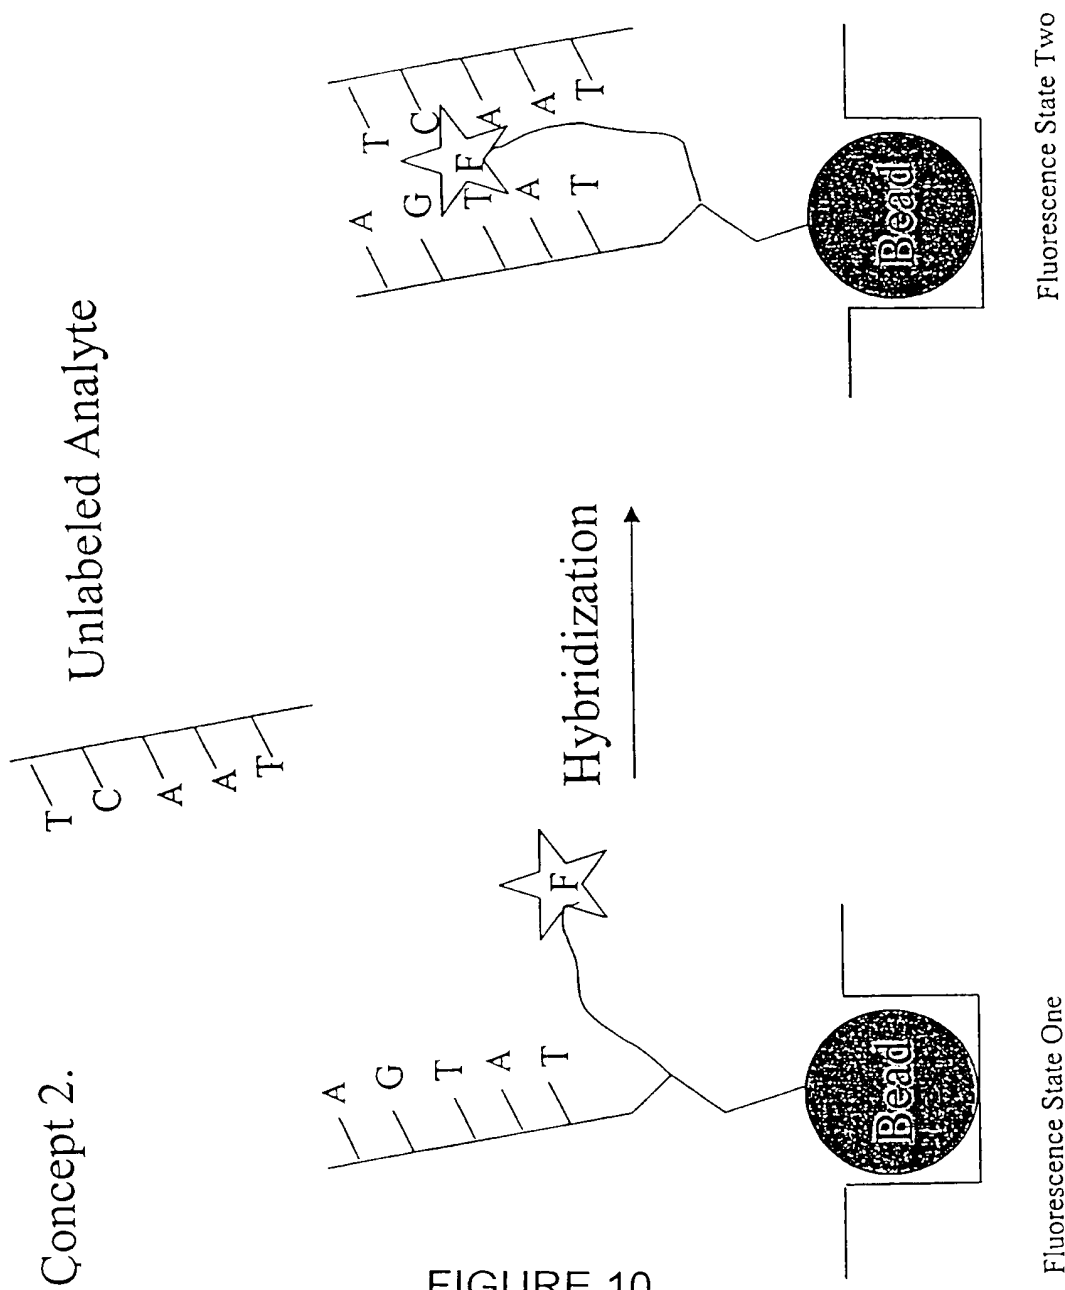 Concept 2.
Unlabeled Analyte
T
C
A
A
T
A
G
T
A
T
F
Hybridization
A
G
T
A
T
F
T
C
A
A
T
Bead
Bead
Fluorescence State One
Fluorescence State Two
FIGURE 10